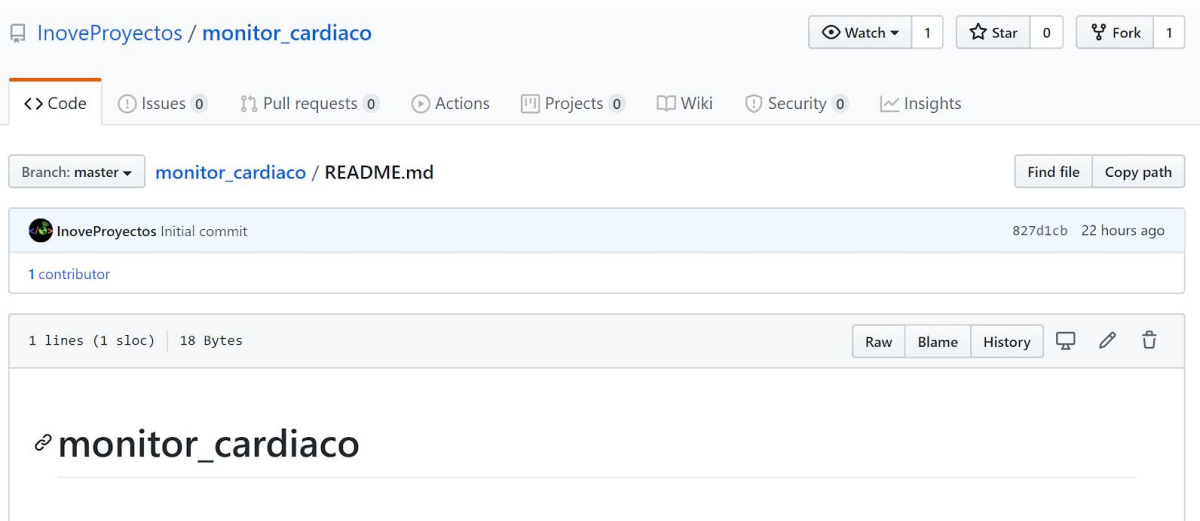 InoveProyectos / monitor_cardiaco Watch 1 Star 0 Fork 1
Code Issues 0 Pull requests 0 Actions Projects 0 Wiki Security 0 Insights
Branch: master monitor_cardiaco / README.md Find file Copy path
InoveProyectos Initial commit 827d1cb 22 hours ago
1 contributor
1 lines (1 sloc) 18 Bytes Raw Blame History
monitor_cardiaco